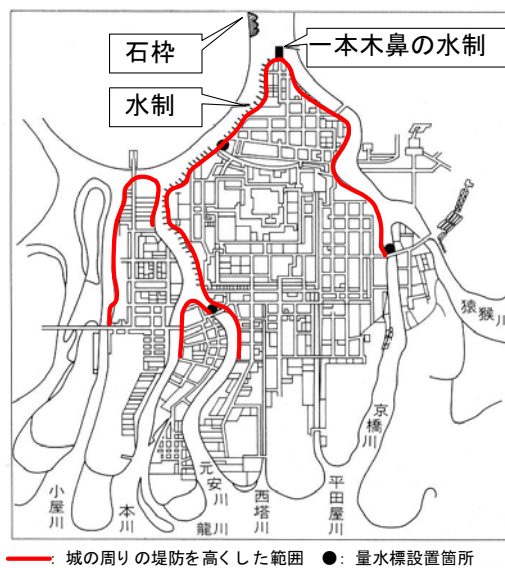 石枠
一本木鼻の水制
水制
猿猴川
京橋川
平田屋川
西塔川
元安川
龍川
本川
小屋川
━━: 城の周りの堤防を高くした範囲 ●: 量水標設置箇所